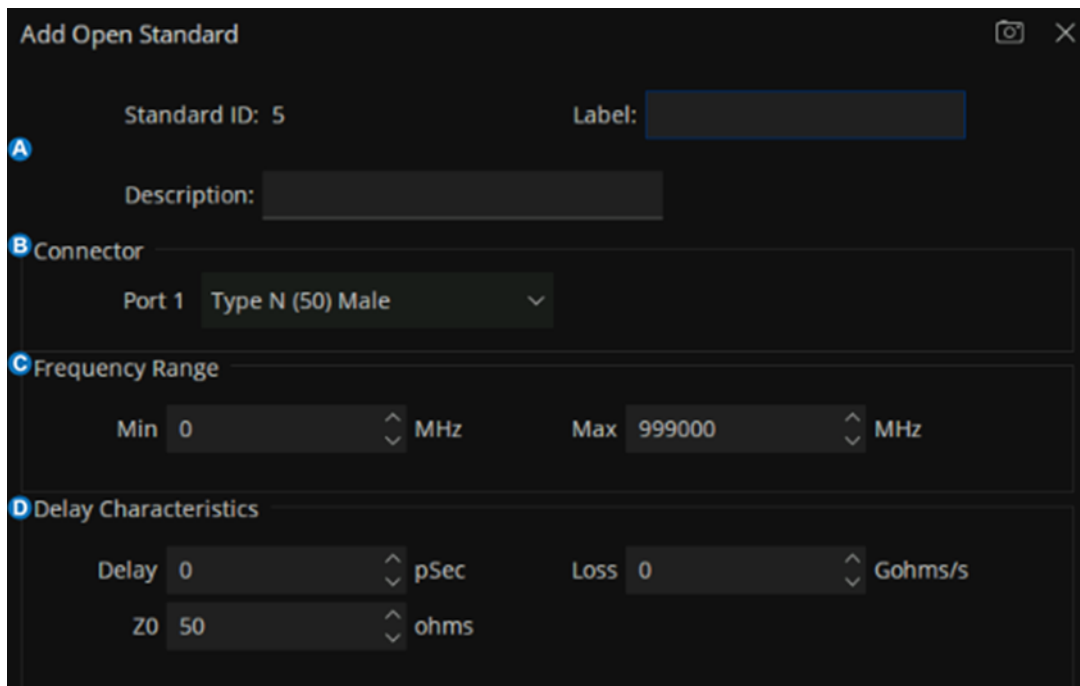 Add Open Standard
Standard ID: 5 Label:
A
Description:
B Connector
Port 1 Type N (50) Male
C Frequency Range
Min 0 MHz Max 999000 MHz
D Delay Characteristics
Delay 0 pSec Loss 0 Gohms/s
Z0 50 ohms